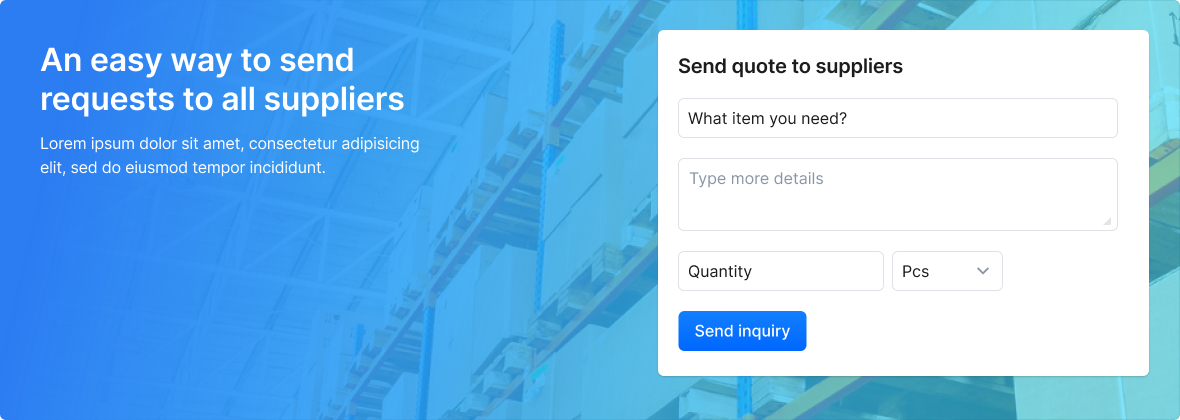 An easy way to send
requests to all suppliers
Lorem ipsum dolor sit amet, consectetur adipisicing
elit, sed do eiusmod tempor incididunt.
Send quote to suppliers
What item you need?
Type more details
Quantity
Pcs
Send inquiry